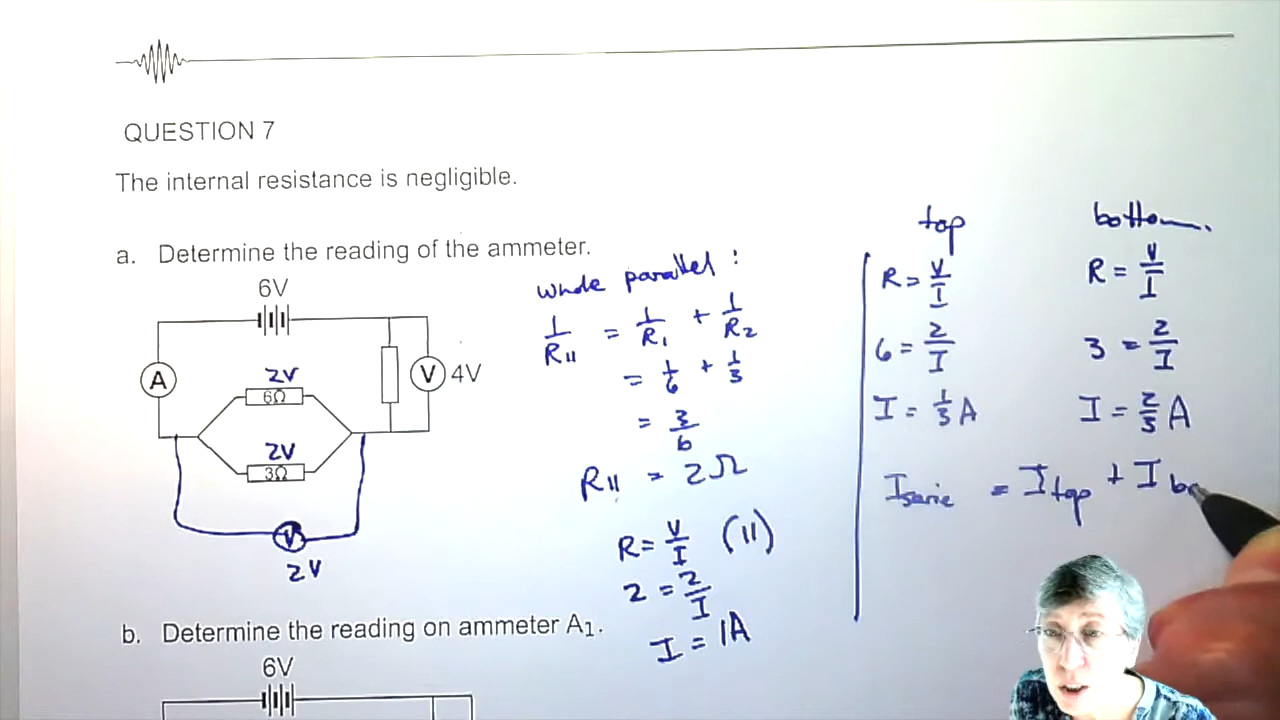 QUESTION 7
The internal resistance is negligible.
a. Determine the reading of the ammeter.
6V
A
2V
6Ω
V 4V
2V
3Ω
V
2V
whole parallel :
1/R|| = 1/R1 + 1/R2
= 1/6 + 1/3
= 3/6
R|| = 2Ω
R = V/I (||)
2 = 2/I
I = 1A
top
R = V/I
6 = 2/I
I = 1/3 A
bottom.
R = V/I
3 = 2/I
I = 2/3 A
Iserie = Itop + Ibo
b. Determine the reading on ammeter A1.
6V